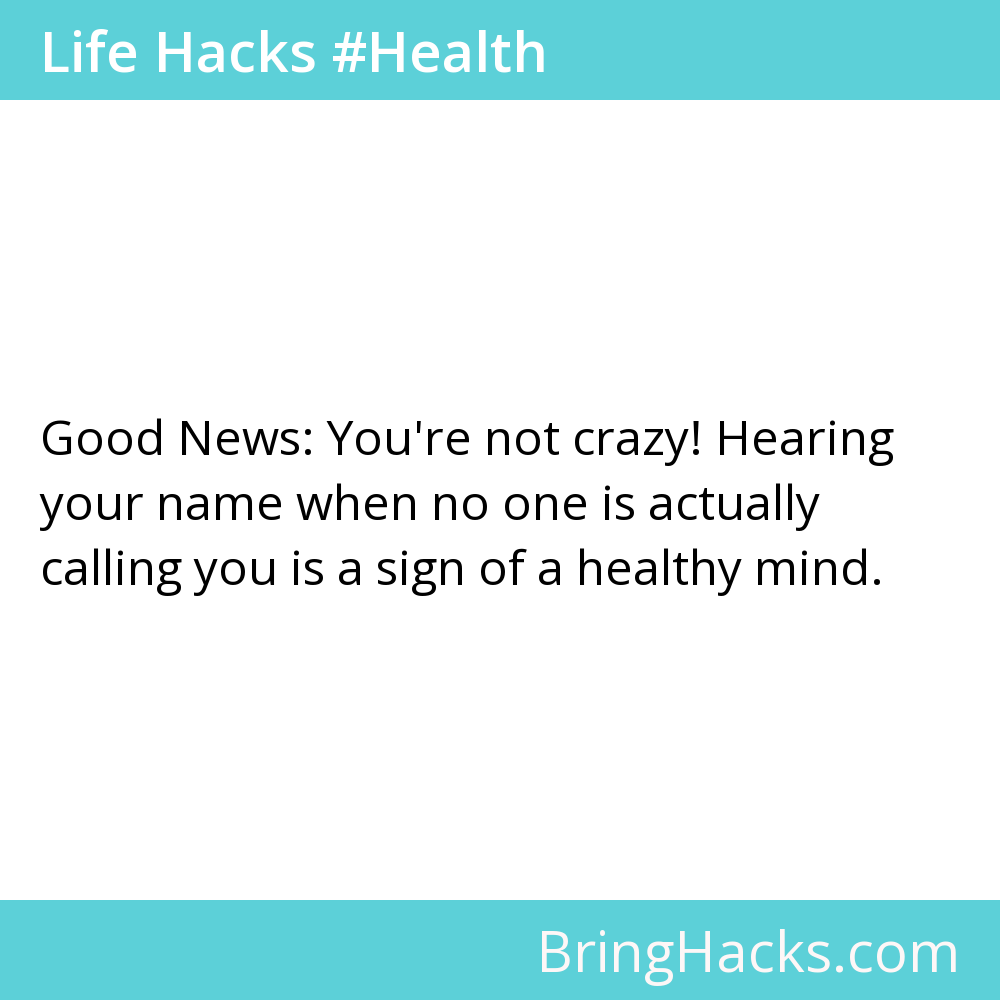 Life Hacks #Health
Good News: You're not crazy! Hearing
your name when no one is actually
calling you is a sign of a healthy mind.
BringHacks.com